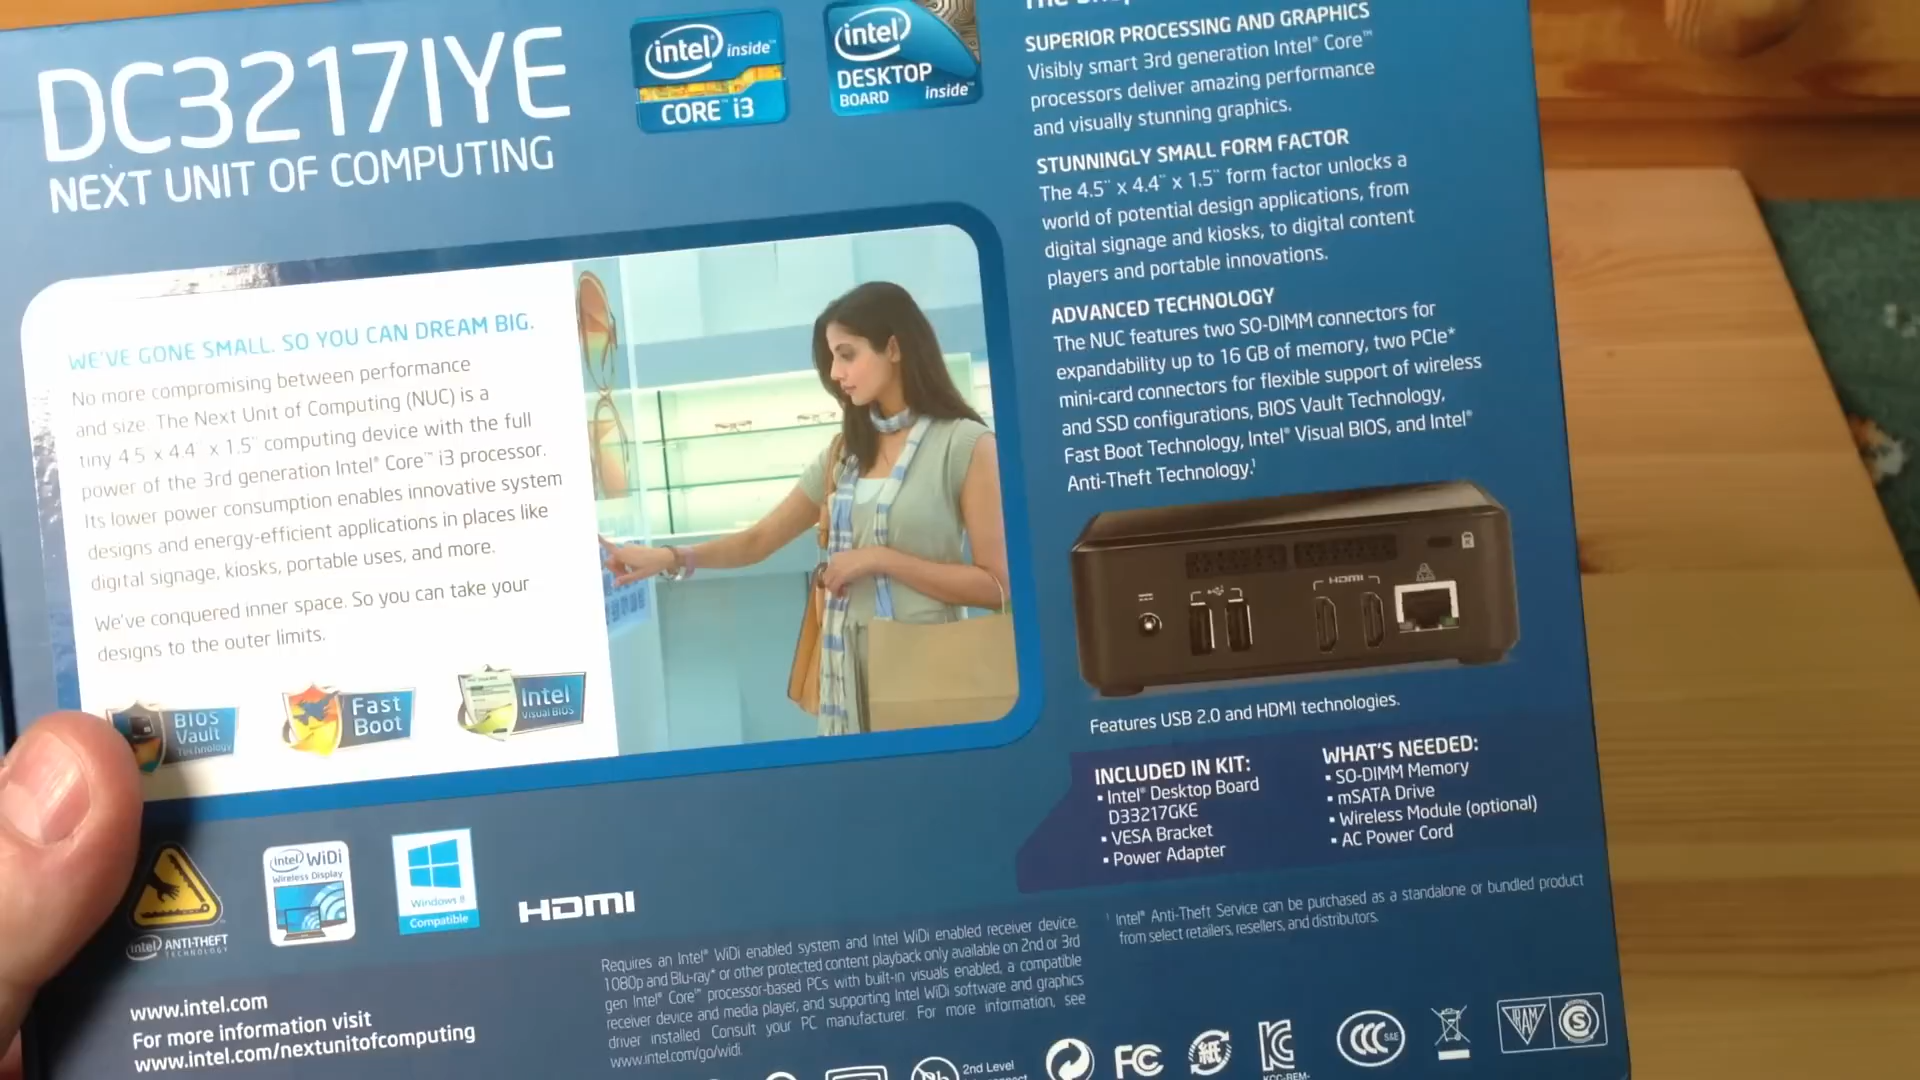 DC3217IYE
NEXT UNIT OF COMPUTING
intel inside™
CORE™ i3
intel
DESKTOP
BOARD inside™
WE'VE GONE SMALL. SO YOU CAN DREAM BIG.
No more compromising between performance
and size. The Next Unit of Computing (NUC) is a
tiny 4.5 x 4.4" x 1.5" computing device with the full
power of the 3rd generation Intel® Core™ i3 processor.
Its lower power consumption enables innovative system
designs and energy-efficient applications in places like
digital signage, kiosks, portable uses, and more.
We've conquered inner space. So you can take your
designs to the outer limits.
BIOS
Vault
Technology
Fast
Boot
Intel
Visual BIOS
intel ANTI-THEFT
TECHNOLOGY
intel WiDi
Wireless Display
Windows 8
Compatible
HDMI
www.intel.com
For more information visit
www.intel.com/nextunitofcomputing
Requires an Intel® WiDi enabled system and Intel WiDi enabled receiver device.
1080p and Blu-ray* or other protected content playback only available on 2nd or 3rd
gen Intel® Core™ processor-based PCs with built-in visuals enabled, a compatible
receiver device and media player, and supporting Intel WiDi software and graphics
driver installed. Consult your PC manufacturer. For more information, see
www.intel.com/go/widi
SUPERIOR PROCESSING AND GRAPHICS
Visibly smart 3rd generation Intel® Core™
processors deliver amazing performance
and visually stunning graphics.
STUNNINGLY SMALL FORM FACTOR
The 4.5" x 4.4" x 1.5" form factor unlocks a
world of potential design applications, from
digital signage and kiosks, to digital content
players and portable innovations.
ADVANCED TECHNOLOGY
The NUC features two SO-DIMM connectors for
expandability up to 16 GB of memory, two PCIe*
mini-card connectors for flexible support of wireless
and SSD configurations, BIOS Vault Technology,
Fast Boot Technology, Intel® Visual BIOS, and Intel®
Anti-Theft Technology.¹
HDMI
Features USB 2.0 and HDMI technologies.
INCLUDED IN KIT:
▪ Intel® Desktop Board
D33217GKE
▪ VESA Bracket
▪ Power Adapter
WHAT'S NEEDED:
▪ SO-DIMM Memory
▪ mSATA Drive
▪ Wireless Module (optional)
▪ AC Power Cord
¹ Intel® Anti-Theft Service can be purchased as a standalone or bundled product
from select retailers, resellers, and distributors.
2nd Level
FC
紙
CCC S&E